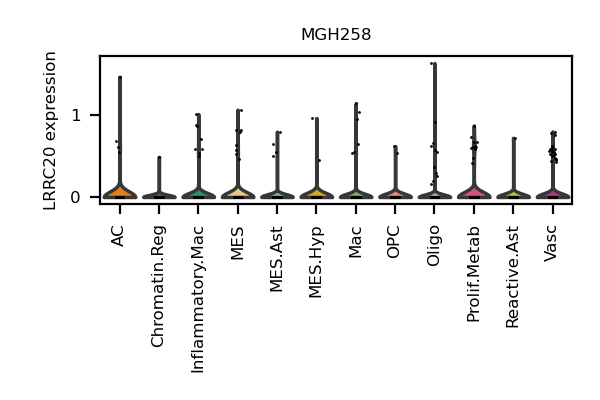 MGH258
LRRC20 expression
1
0
AC
Chromatin.Reg
Inflammatory.Mac
MES
MES.Ast
MES.Hyp
Mac
OPC
Oligo
Prolif.Metab
Reactive.Ast
Vasc